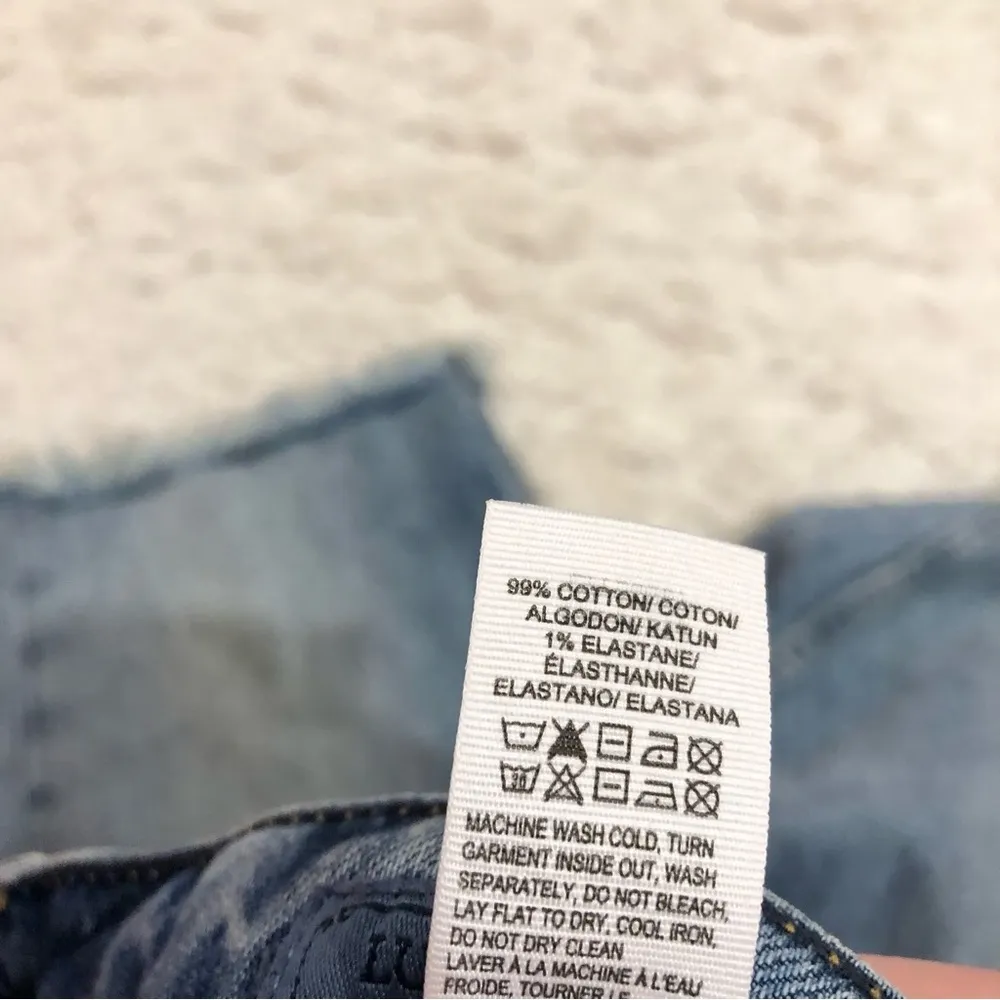 99% COTTON/ COTON/
ALGODON/ KATUN
1% ELASTANE/
ÉLASTHANNE/
ELASTANO/ ELASTANA
30
MACHINE WASH COLD, TURN
GARMENT INSIDE OUT, WASH
SEPARATELY, DO NOT BLEACH,
LAY FLAT TO DRY, COOL IRON,
DO NOT DRY CLEAN
LAVER À LA MACHINE À L'EAU
FROIDE, TOURNER LE